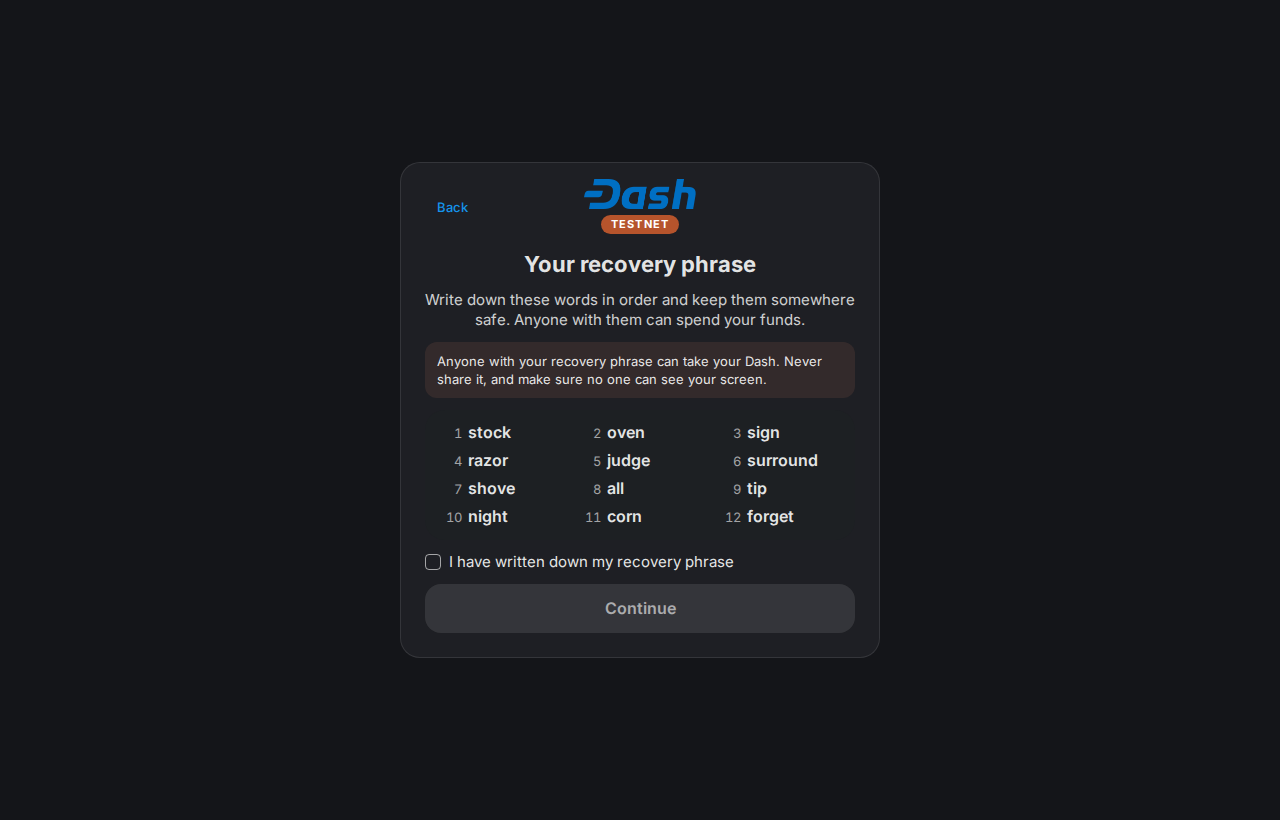 Back
Dash
TESTNET
Your recovery phrase
Write down these words in order and keep them somewhere
safe. Anyone with them can spend your funds.
Anyone with your recovery phrase can take your Dash. Never
share it, and make sure no one can see your screen.
1 stock 2 oven 3 sign
4 razor 5 judge 6 surround
7 shove 8 all 9 tip
10 night 11 corn 12 forget
I have written down my recovery phrase
Continue